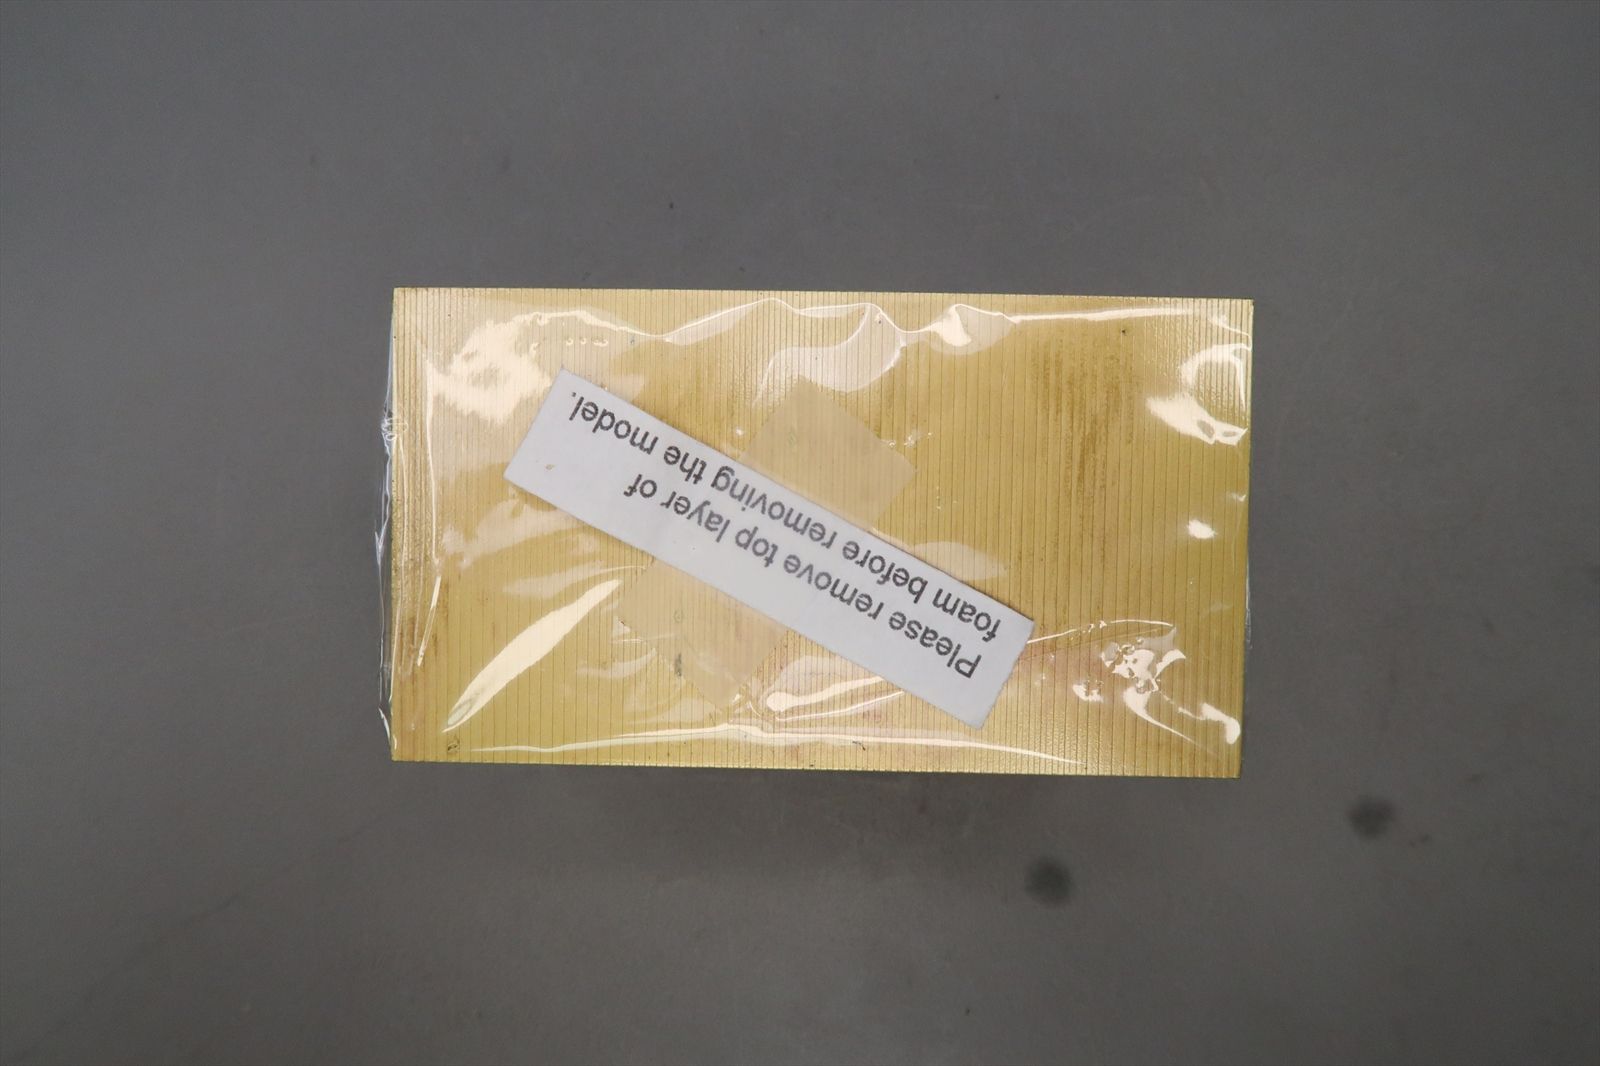 Please remove top layer of
foam before removing the model.